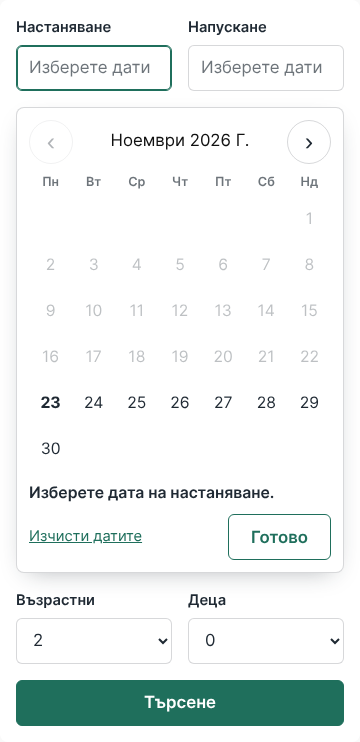 Настаняване Напускане
Изберете дати Изберете дати
Ноември 2026 Г.
Пн Вт Ср Чт Пт Сб Нд
1
2 3 4 5 6 7 8
9 10 11 12 13 14 15
16 17 18 19 20 21 22
23 24 25 26 27 28 29
30
Изберете дата на настаняване.
Изчисти датите Готово
Възрастни Деца
2 0
Търсене